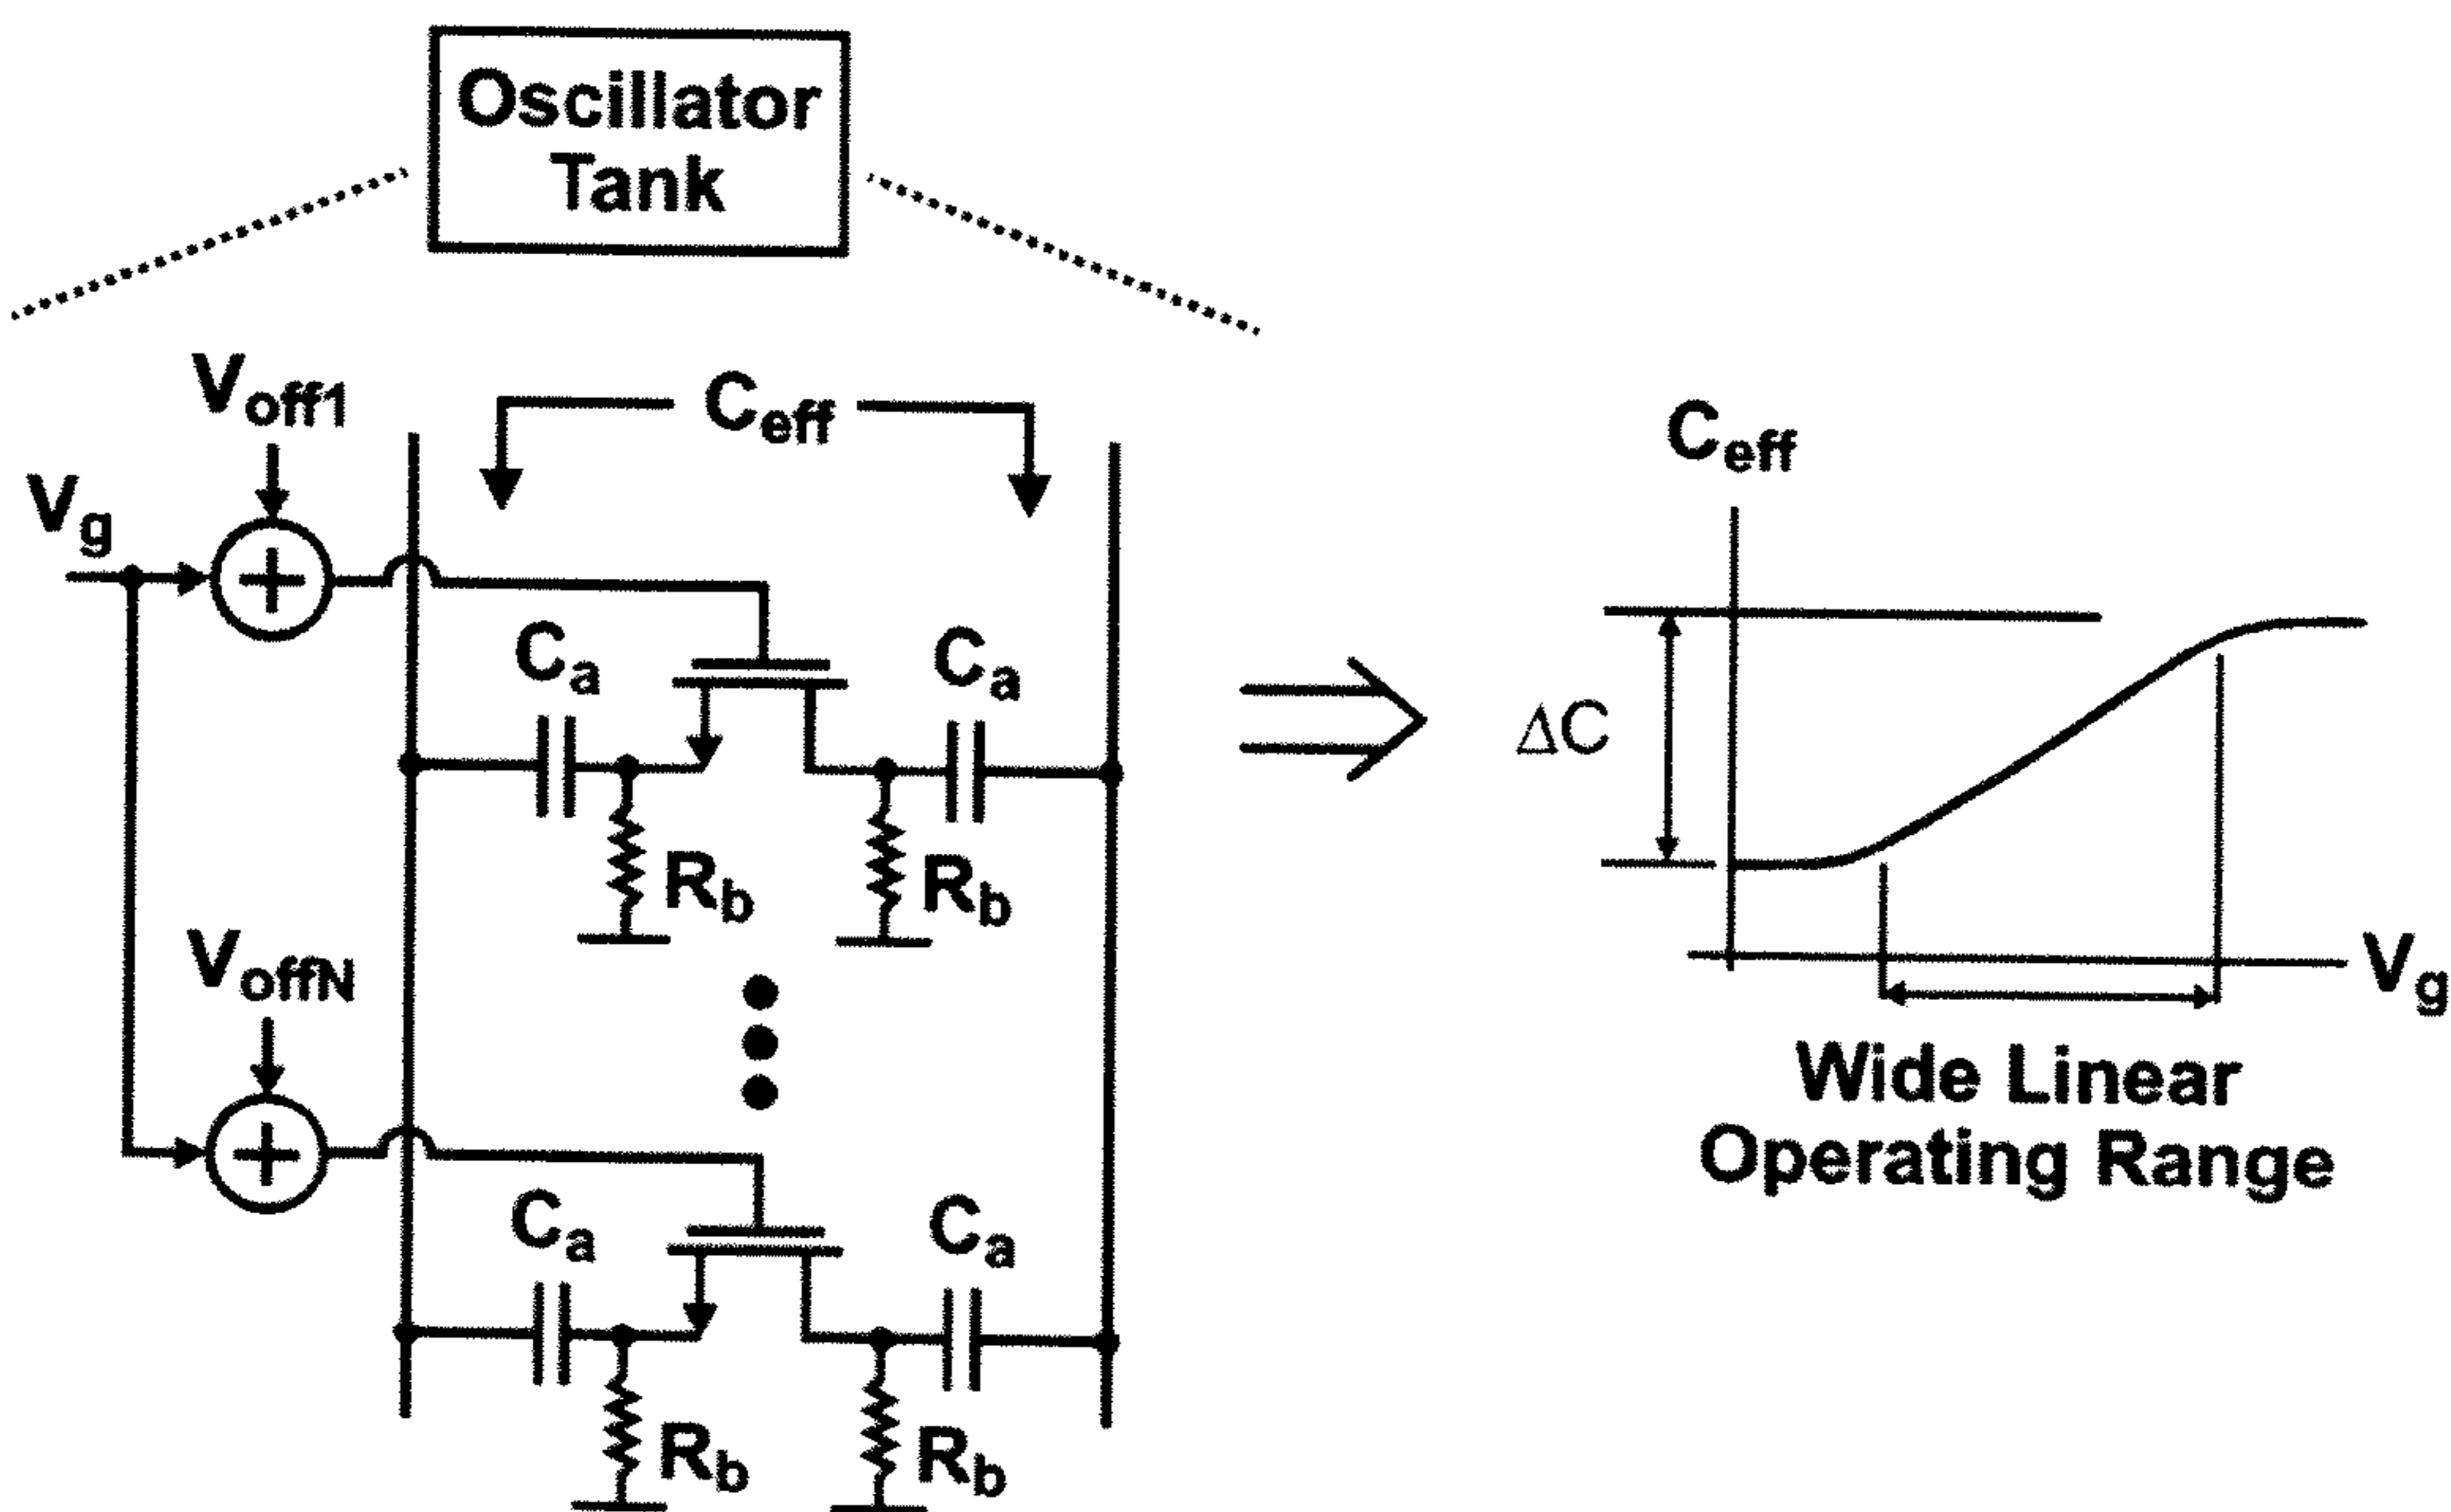 Oscillator
Tank
Voff1
Ceff
Vg
+
Ca
Ca
Rb
Rb
VoffN
+
Ca
Ca
Rb
Rb
Ceff
ΔC
Vg
Wide Linear
Operating Range